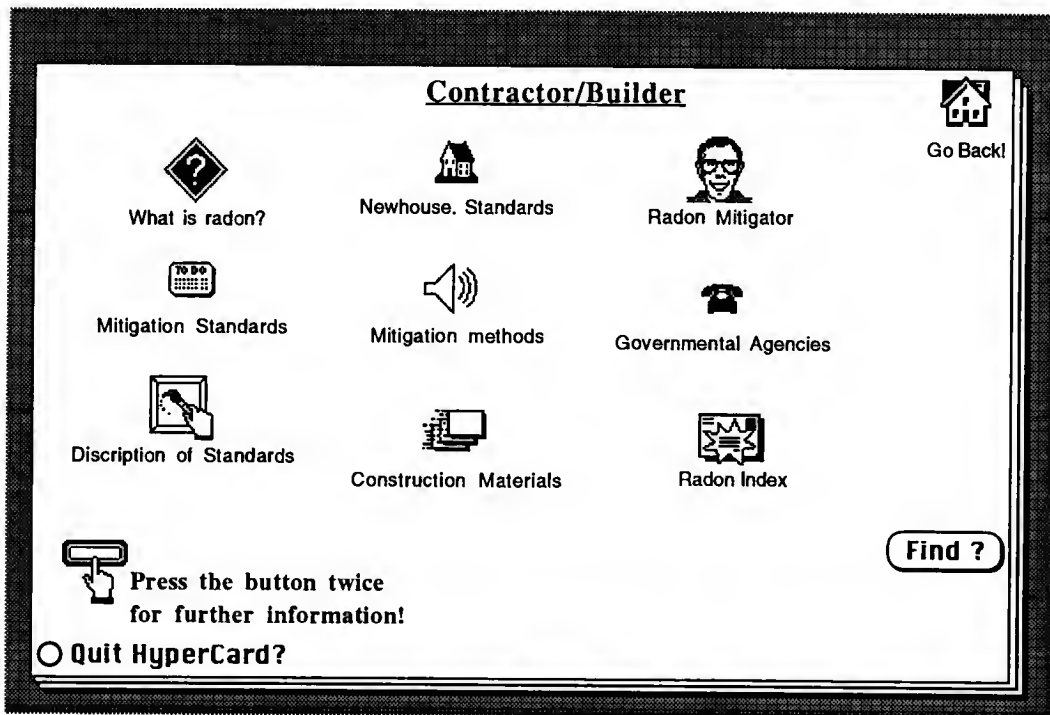 Contractor/Builder
Go Back!
?
What is radon?
Newhouse. Standards
Radon Mitigator
TO DO
Mitigation Standards
Mitigation methods
Governmental Agencies
Discription of Standards
Construction Materials
Radon Index
Find ?
Press the button twice
for further information!
Quit HyperCard?